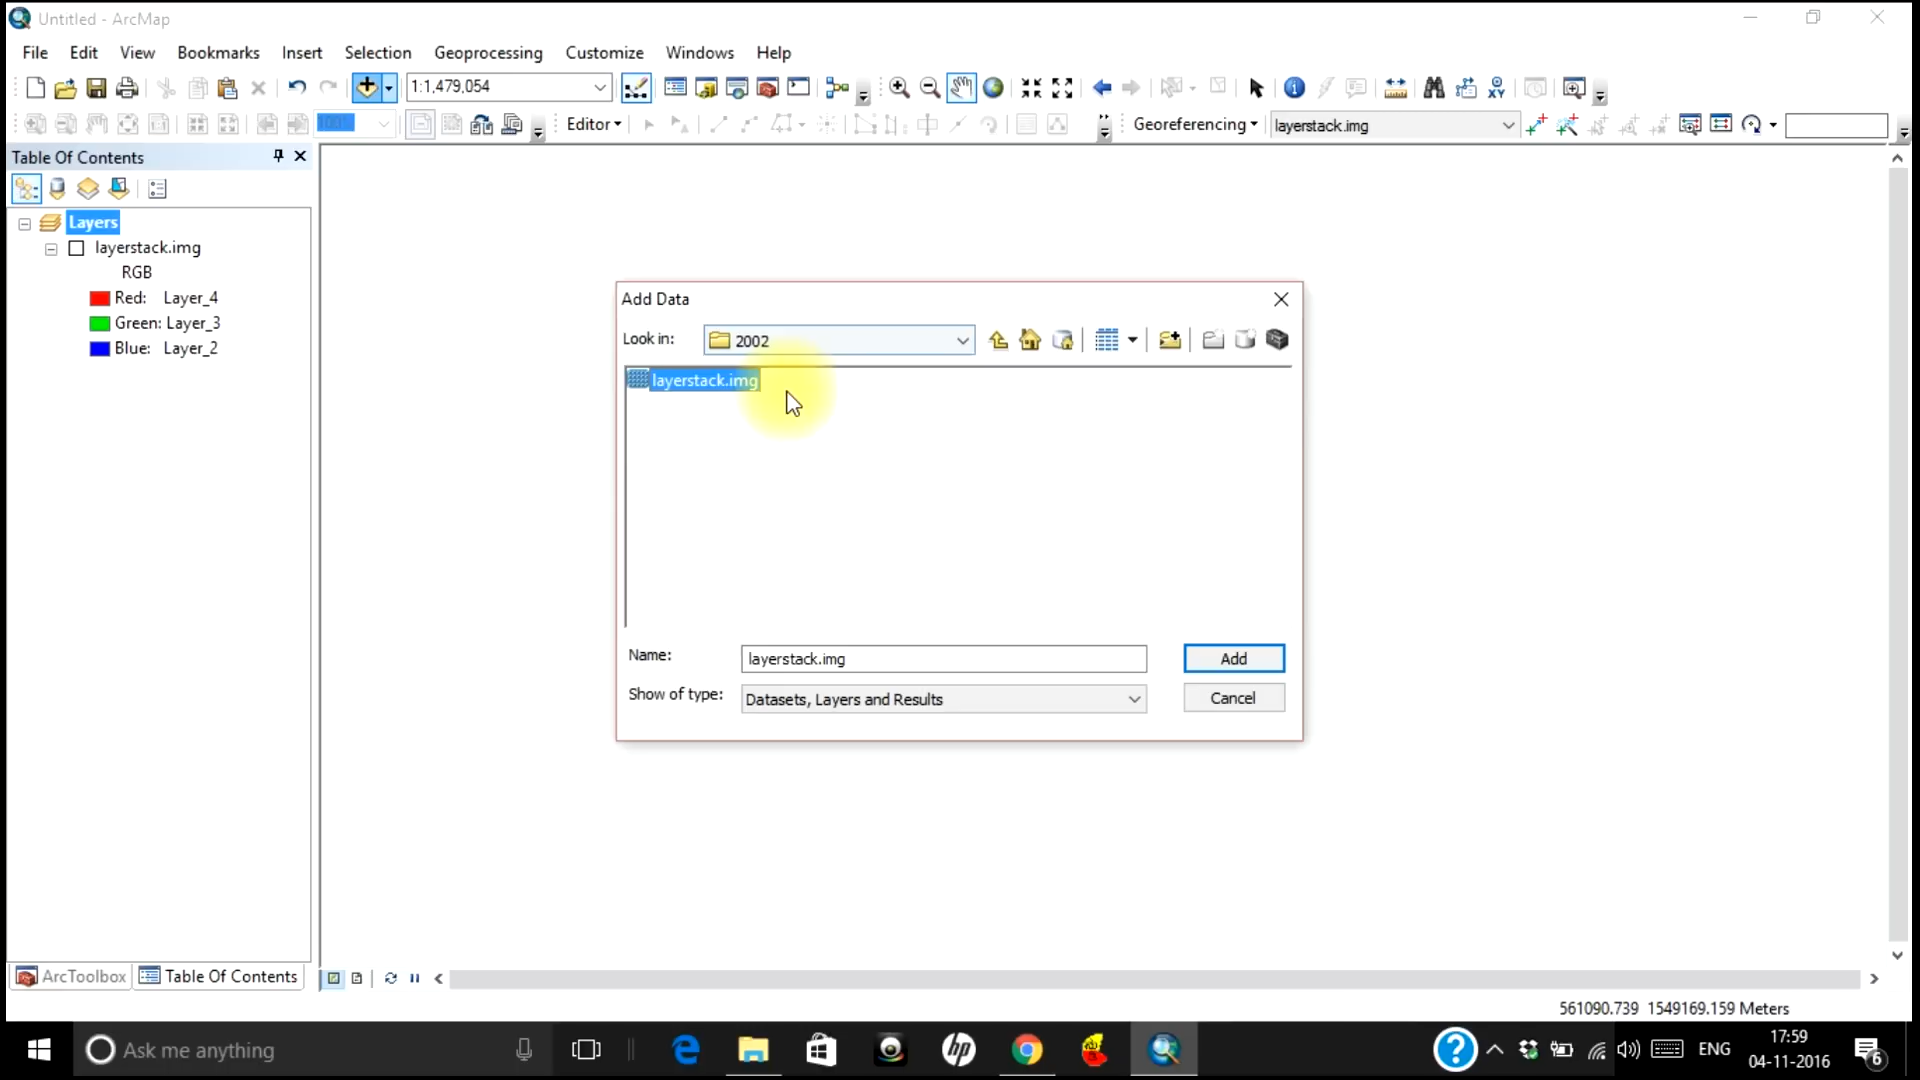 Untitled - ArcMap
File Edit View Bookmarks Insert Selection Geoprocessing Customize Windows Help
1:1,479,054
100%
Editor
Georeferencing
layerstack.img
Table Of Contents
Layers
layerstack.img
RGB
Red: Layer_4
Green: Layer_3
Blue: Layer_2
Add Data
Look in:
2002
layerstack.img
Name:
layerstack.img
Add
Show of type:
Datasets, Layers and Results
Cancel
ArcToolbox
Table Of Contents
561090.739 1549169.159 Meters
Ask me anything
hp
?
ENG
17:59
04-11-2016
6